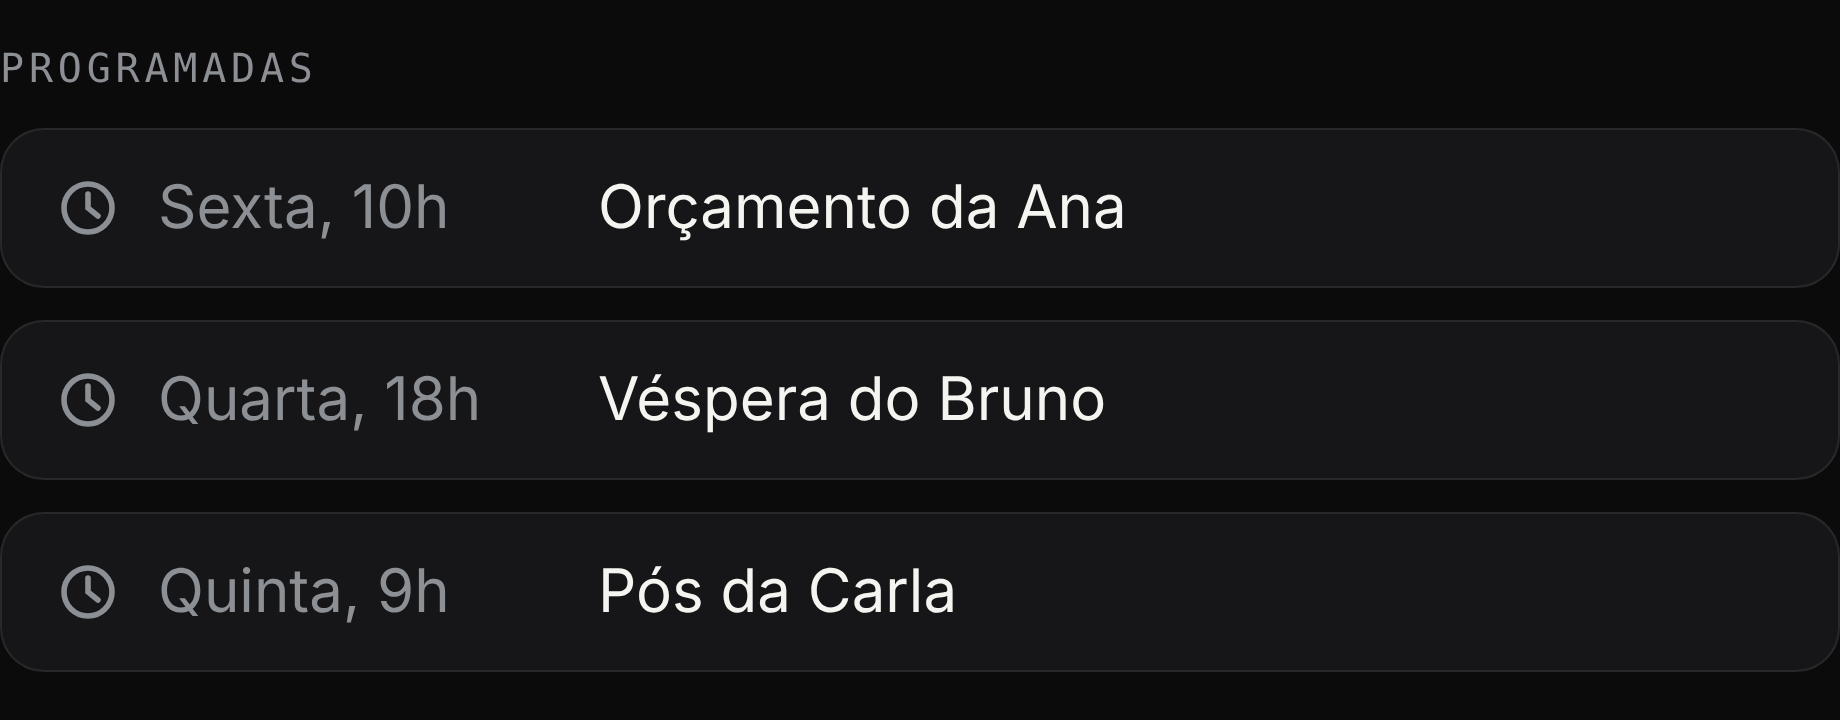 PROGRAMADAS
Sexta, 10h Orçamento da Ana
Quarta, 18h Véspera do Bruno
Quinta, 9h Pós da Carla